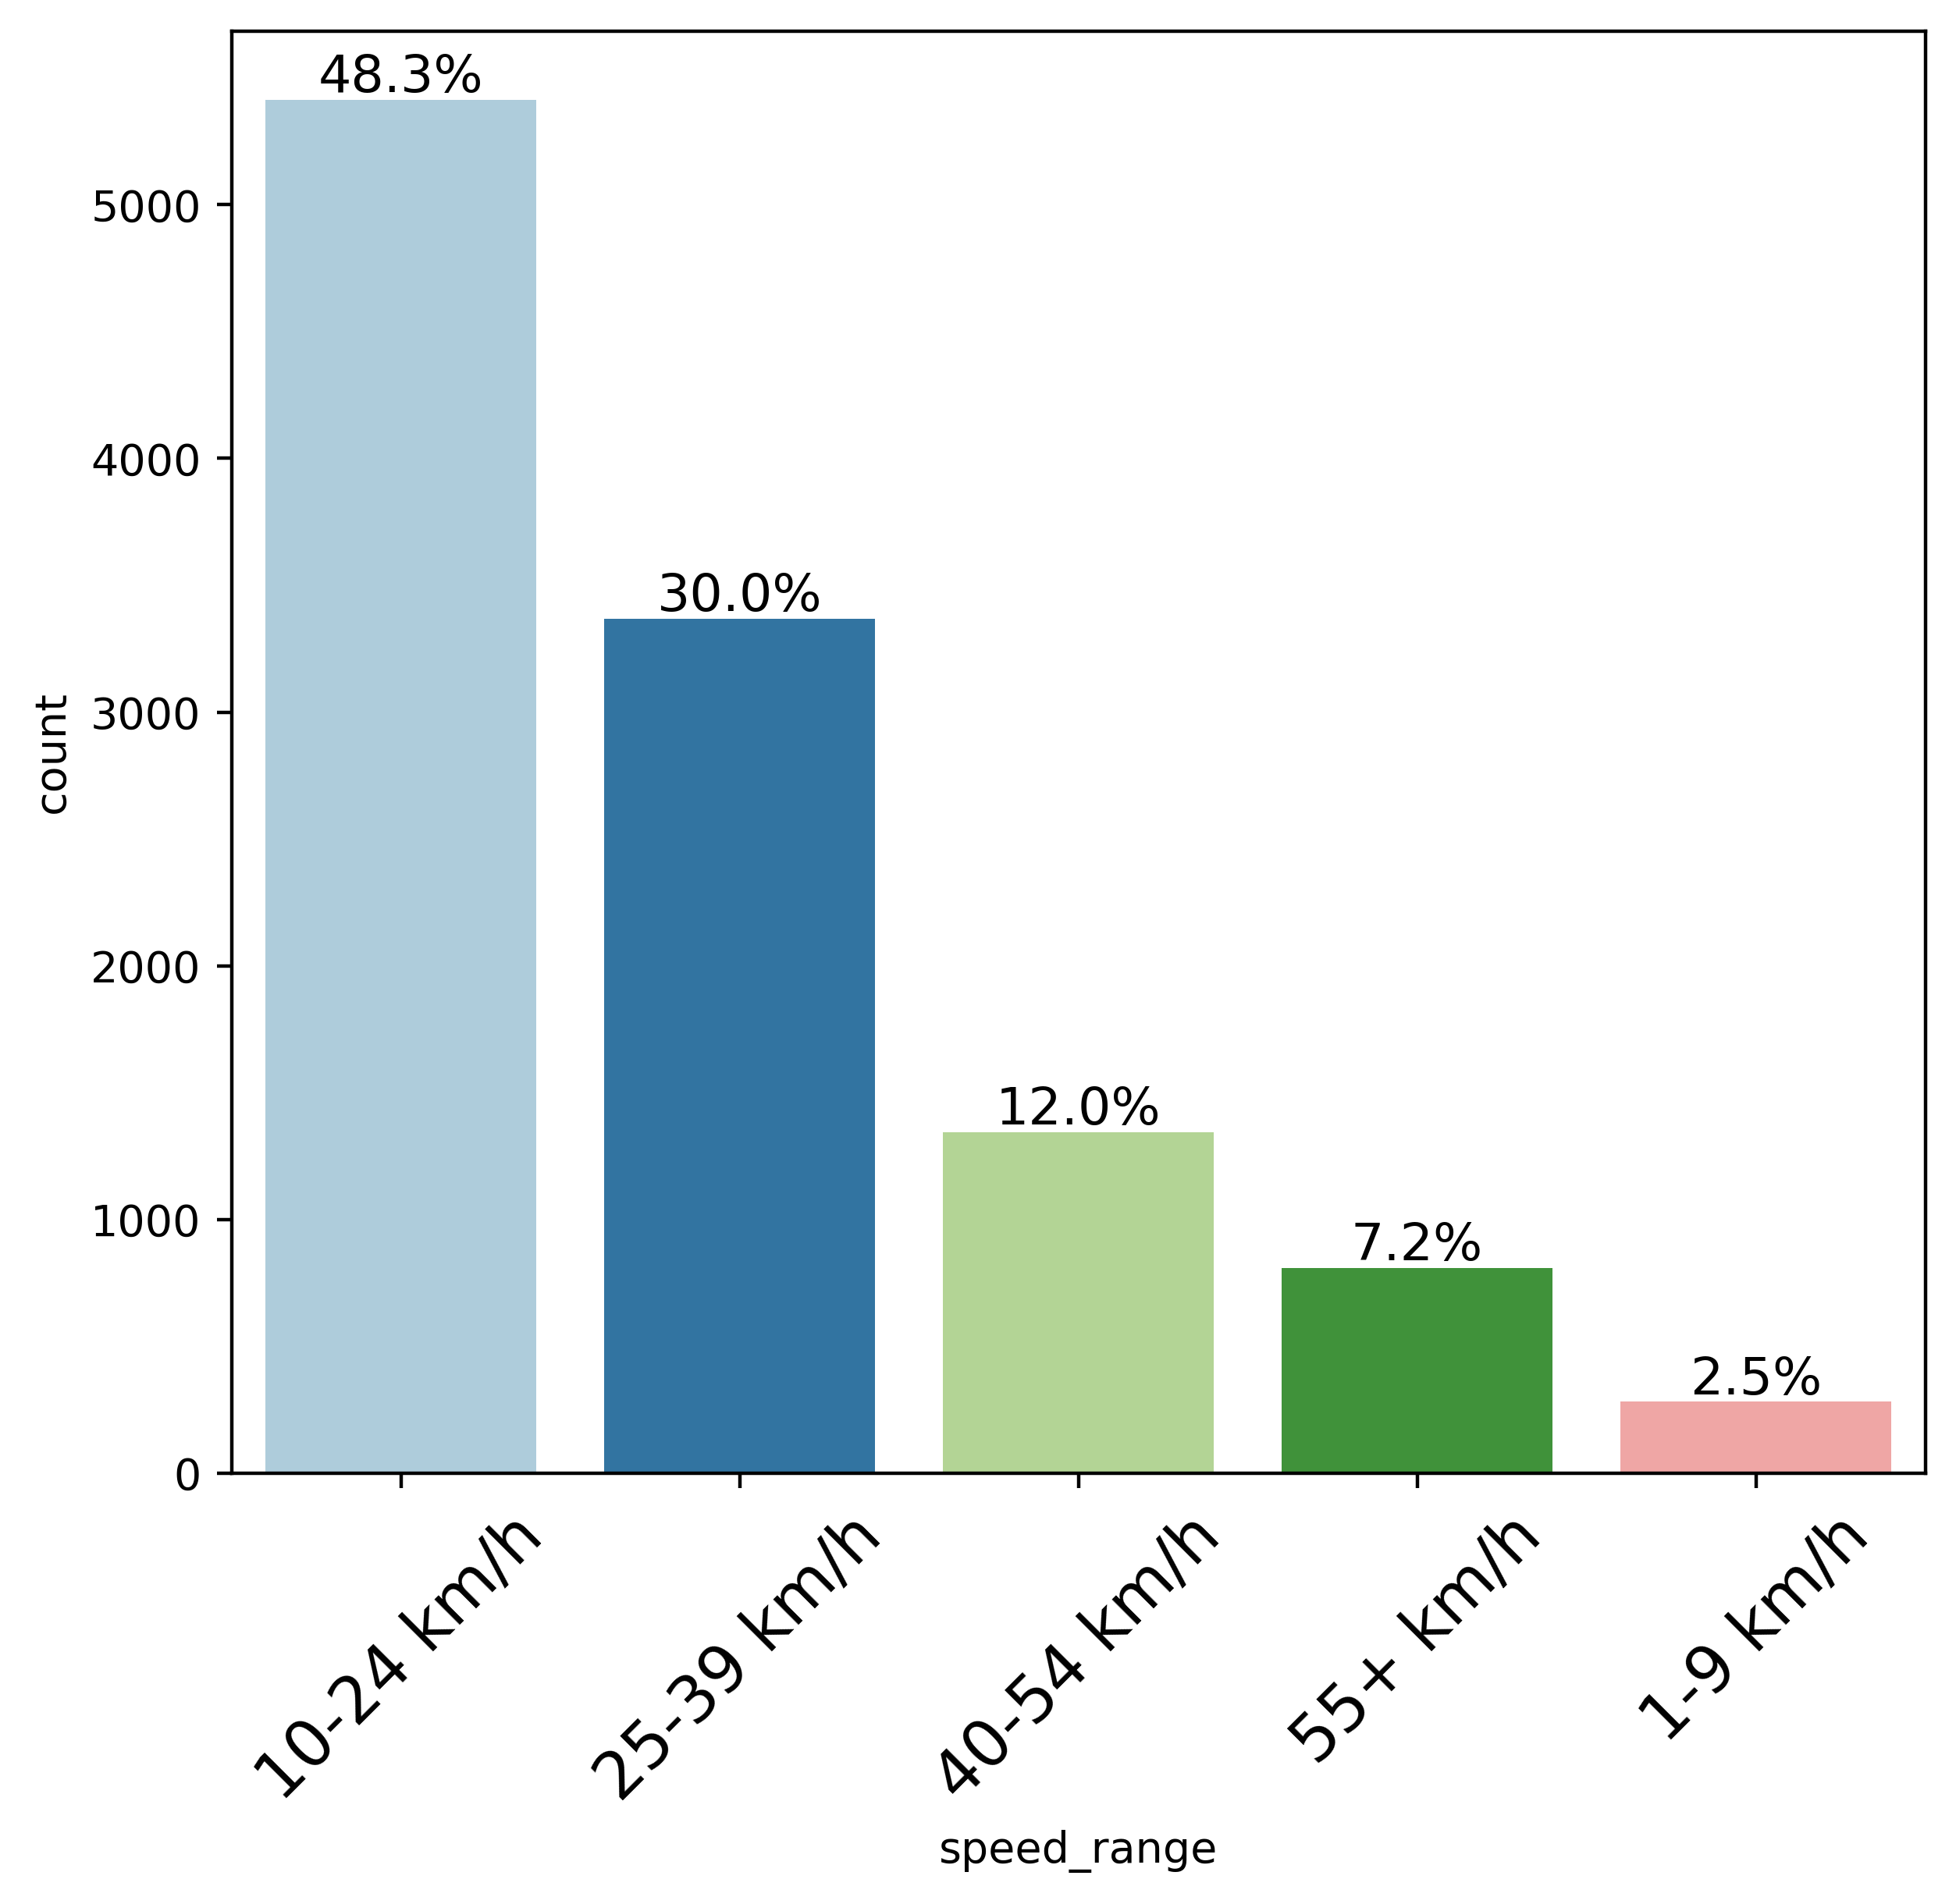 48.3%
5000
4000
30.0%
3000
count
2000
12.0%
1000
7.2%
2.5%
0
10-24 km/h
25-39 km/h
40-54 km/h
55+ km/h
1-9 km/h
speed_range